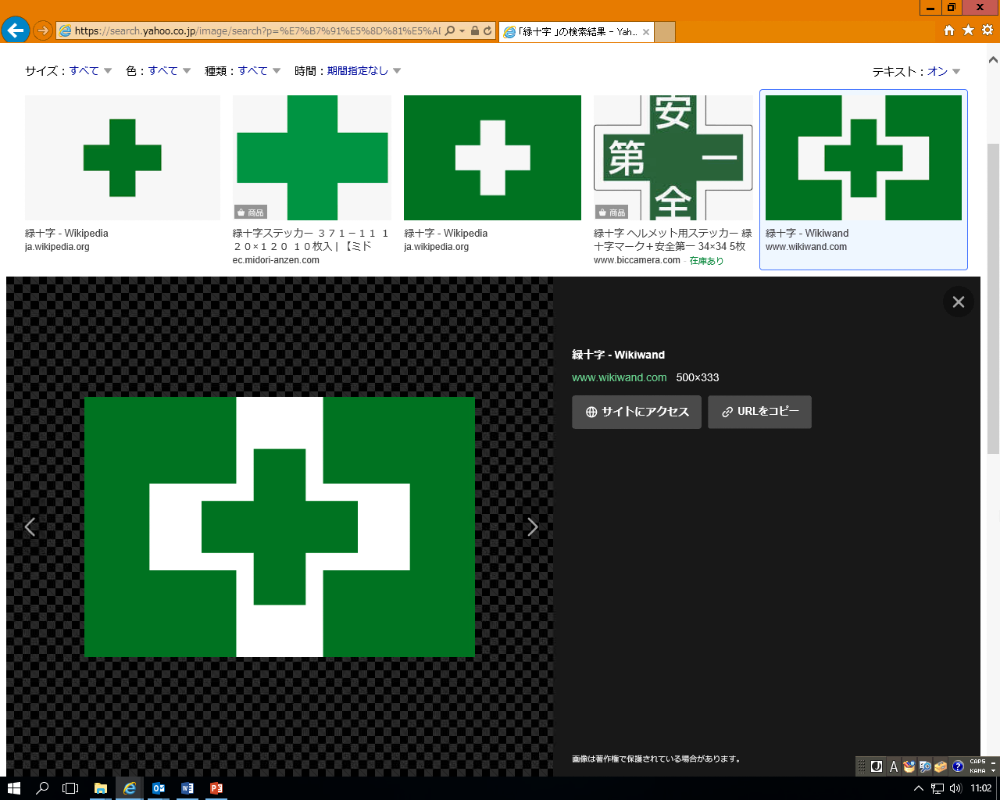 https://search.yahoo.co.jp/image/search?p=%E7%B7%91%E5%8D%81%E5%AI
「緑十字 」の検索結果 - Yah...
サイズ：すべて 色：すべて 種類：すべて 時間：期間指定なし テキスト：オン
安
第 一
全
商品
商品
緑十字 - Wikipedia
ja.wikipedia.org
緑十字ステッカー ３７１－１１ １
２０×１２０ １０枚入 | 【ミド
ec.midori-anzen.com
緑十字 - Wikipedia
ja.wikipedia.org
緑十字 ヘルメット用ステッカー 緑
十字マーク＋安全第一 34×34 5枚
www.biccamera.com - 在庫あり
緑十字 - Wikiwand
www.wikiwand.com
緑十字 - Wikiwand
www.wikiwand.com 500×333
サイトにアクセス URLをコピー
画像は著作権で保護されている場合があります。
J A CAPS
KANA
11:02